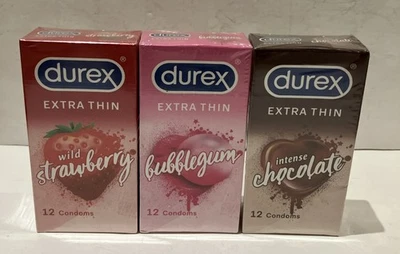 durex
EXTRA THIN
wild
strawberry
12 Condoms
durex
EXTRA THIN
bubblegum
12 Condoms
durex
EXTRA THIN
intense
chocolate
12 Condoms